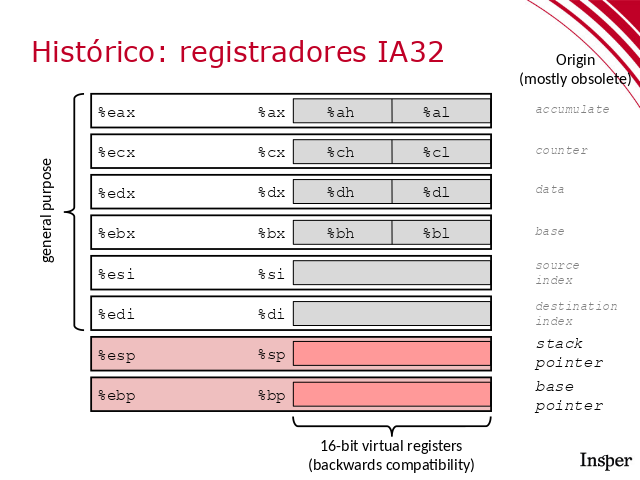 Histórico: registradores IA32
Origin
(mostly obsolete)
%eax %ax %ah %al accumulate
%ecx %cx %ch %cl counter
%edx %dx %dh %dl data
%ebx %bx %bh %bl base
%esi %si source
index
%edi %di destination
index
%esp %sp stack
pointer
%ebp %bp base
pointer
general purpose
16-bit virtual registers
(backwards compatibility)
Insper